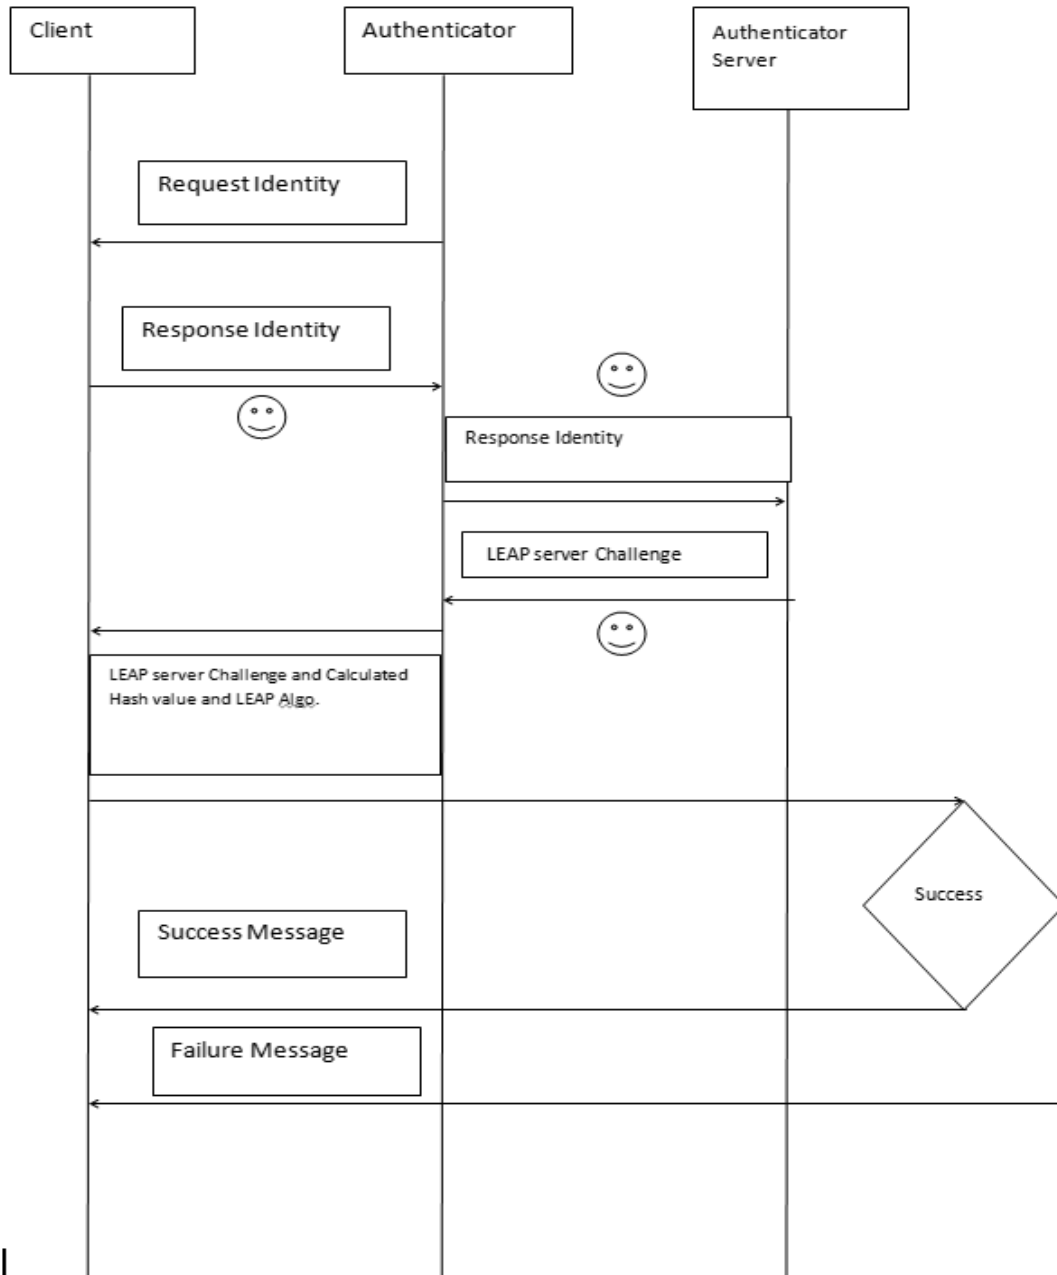 Client
Authenticator
Authenticator
Server
Request Identity
Response Identity
Response Identity
LEAP server Challenge
LEAP server Challenge and Calculated
Hash value and LEAP Algo.
Success
Success Message
Failure Message